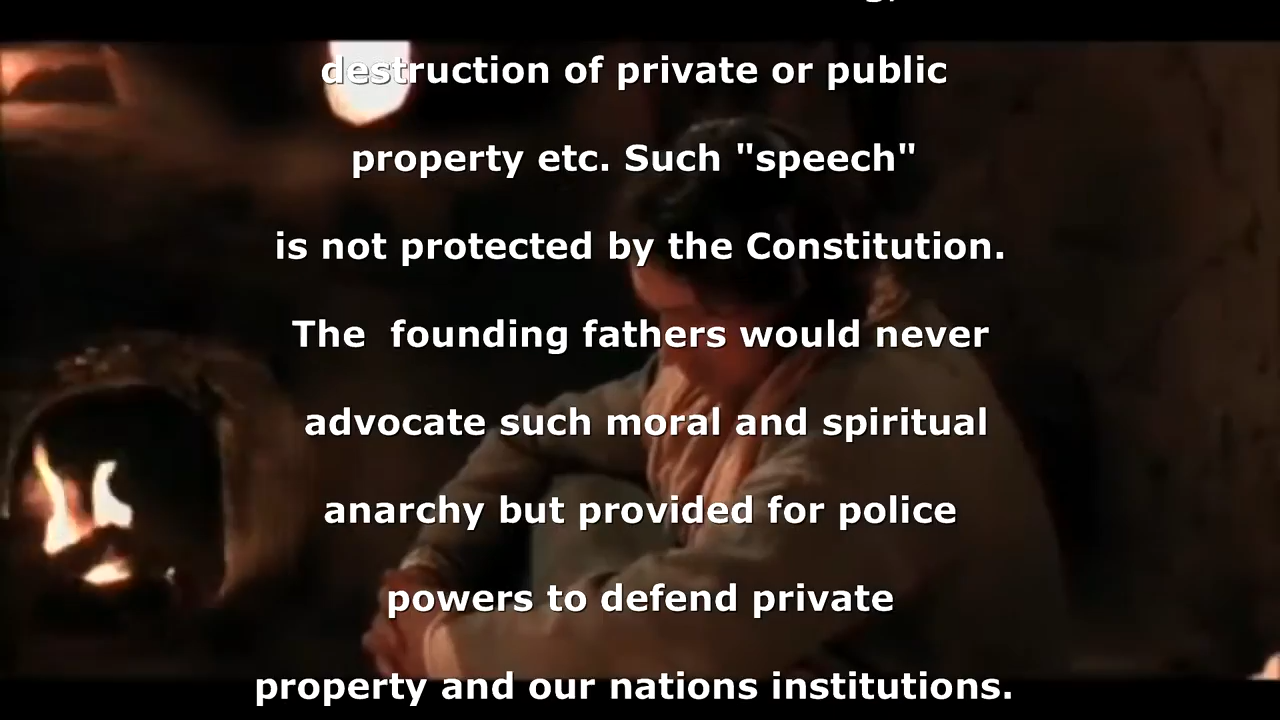 destruction of private or public
property etc. Such "speech"
is not protected by the Constitution.
The  founding fathers would never
advocate such moral and spiritual
anarchy but provided for police
powers to defend private
property and our nations institutions.